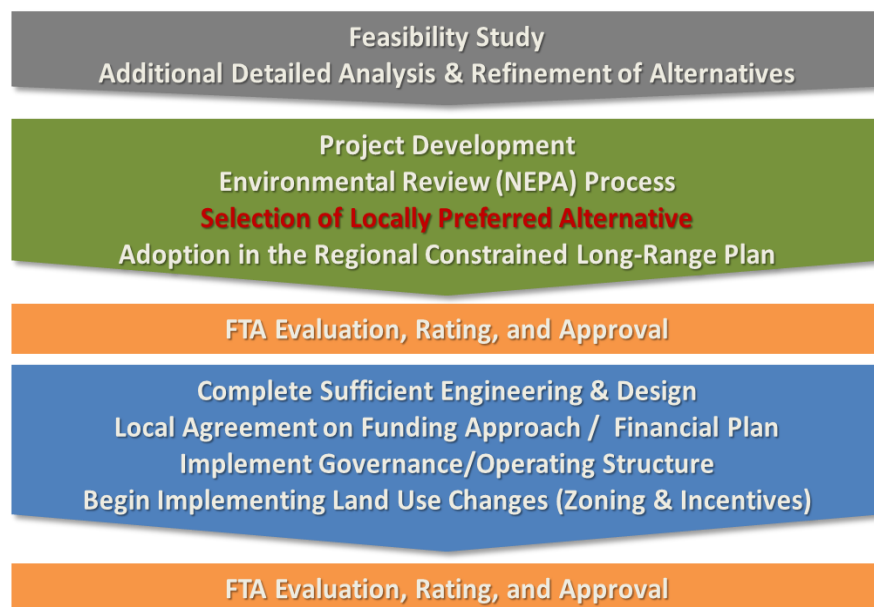 Feasibility Study
Additional Detailed Analysis & Refinement of Alternatives
Project Development
Environmental Review (NEPA) Process
Selection of Locally Preferred Alternative
Adoption in the Regional Constrained Long-Range Plan
FTA Evaluation, Rating, and Approval
Complete Sufficient Engineering & Design
Local Agreement on Funding Approach / Financial Plan
Implement Governance/Operating Structure
Begin Implementing Land Use Changes (Zoning & Incentives)
FTA Evaluation, Rating, and Approval